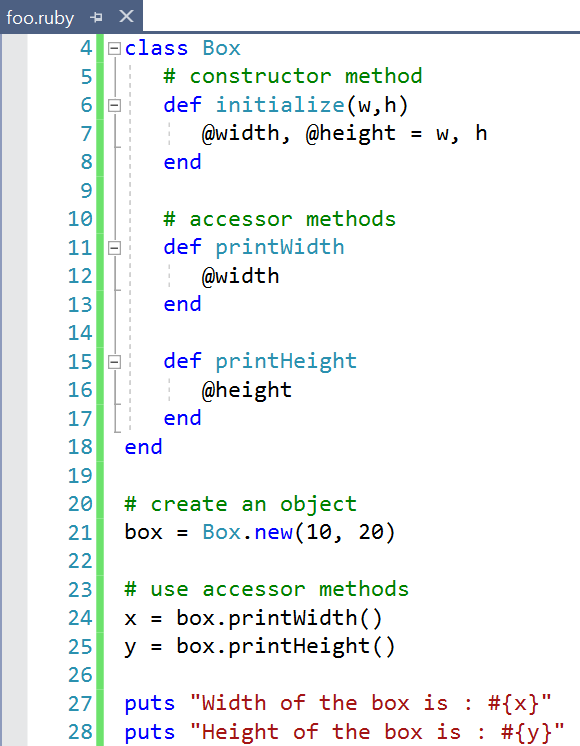 foo.ruby
4 class Box
5 # constructor method
6 def initialize(w,h)
7 @width, @height = w, h
8 end
9
10 # accessor methods
11 def printWidth
12 @width
13 end
14
15 def printHeight
16 @height
17 end
18 end
19
20 # create an object
21 box = Box.new(10, 20)
22
23 # use accessor methods
24 x = box.printWidth()
25 y = box.printHeight()
26
27 puts "Width of the box is : #{x}"
28 puts "Height of the box is : #{y}"